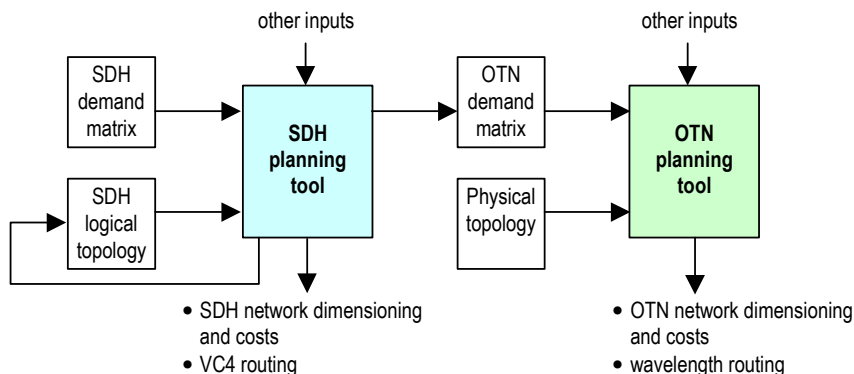 other inputs
other inputs
SDH
demand
matrix
SDH
planning
tool
OTN
demand
matrix
OTN
planning
tool
SDH
logical
topology
Physical
topology
• SDH network dimensioning
and costs
• VC4 routing
• OTN network dimensioning
and costs
• wavelength routing